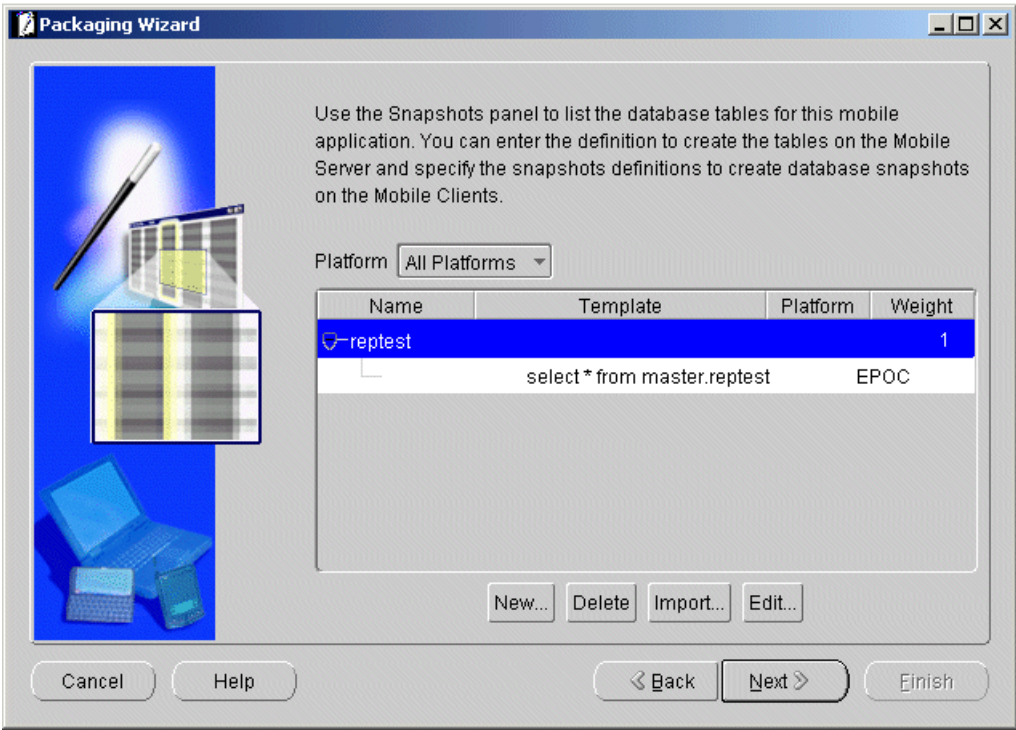 Packaging Wizard
Use the Snapshots panel to list the database tables for this mobile
application. You can enter the definition to create the tables on the Mobile
Server and specify the snapshots definitions to create database snapshots
on the Mobile Clients.
Platform All Platforms
Name Template Platform Weight
reptest 1
select * from master.reptest EPOC
New... Delete Import... Edit...
Cancel Help Back Next Finish